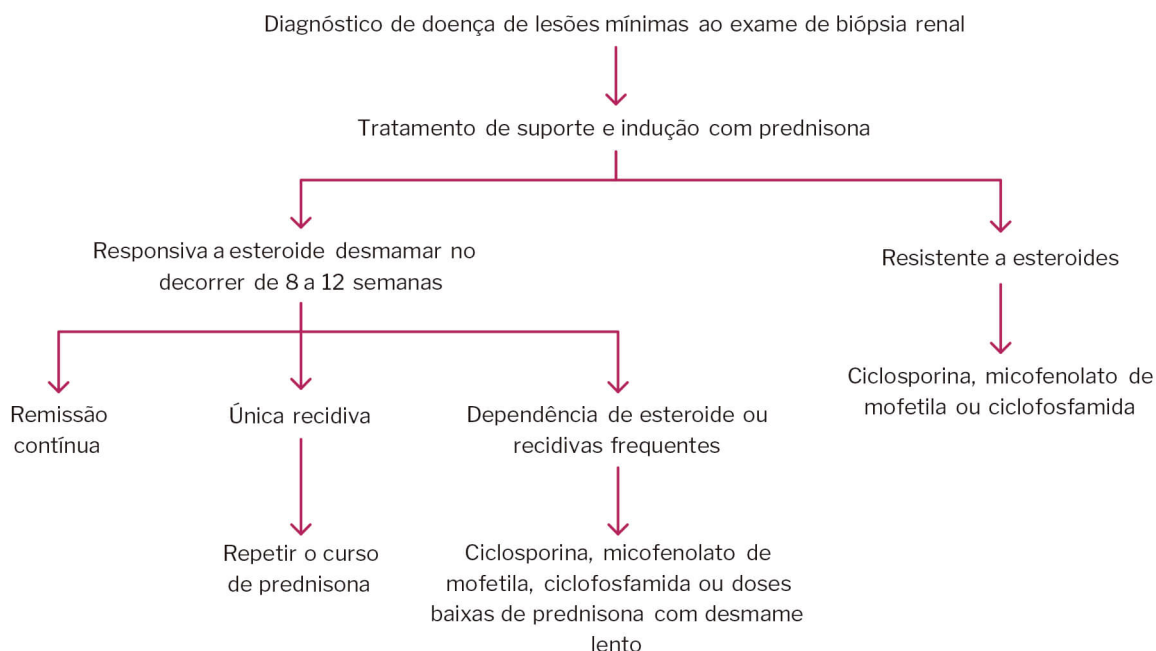 Diagnóstico de doença de lesões mínimas ao exame de biópsia renal
Tratamento de suporte e indução com prednisona
Responsiva a esteroide desmamar no
decorrer de 8 a 12 semanas
Resistente a esteroides
Ciclosporina, micofenolato de
mofetila ou ciclofosfamida
Remissão
contínua
Única recidiva
Dependência de esteroide ou
recidivas frequentes
Repetir o curso
de prednisona
Ciclosporina, micofenolato de
mofetila, ciclofosfamida ou doses
baixas de prednisona com desmame
lento